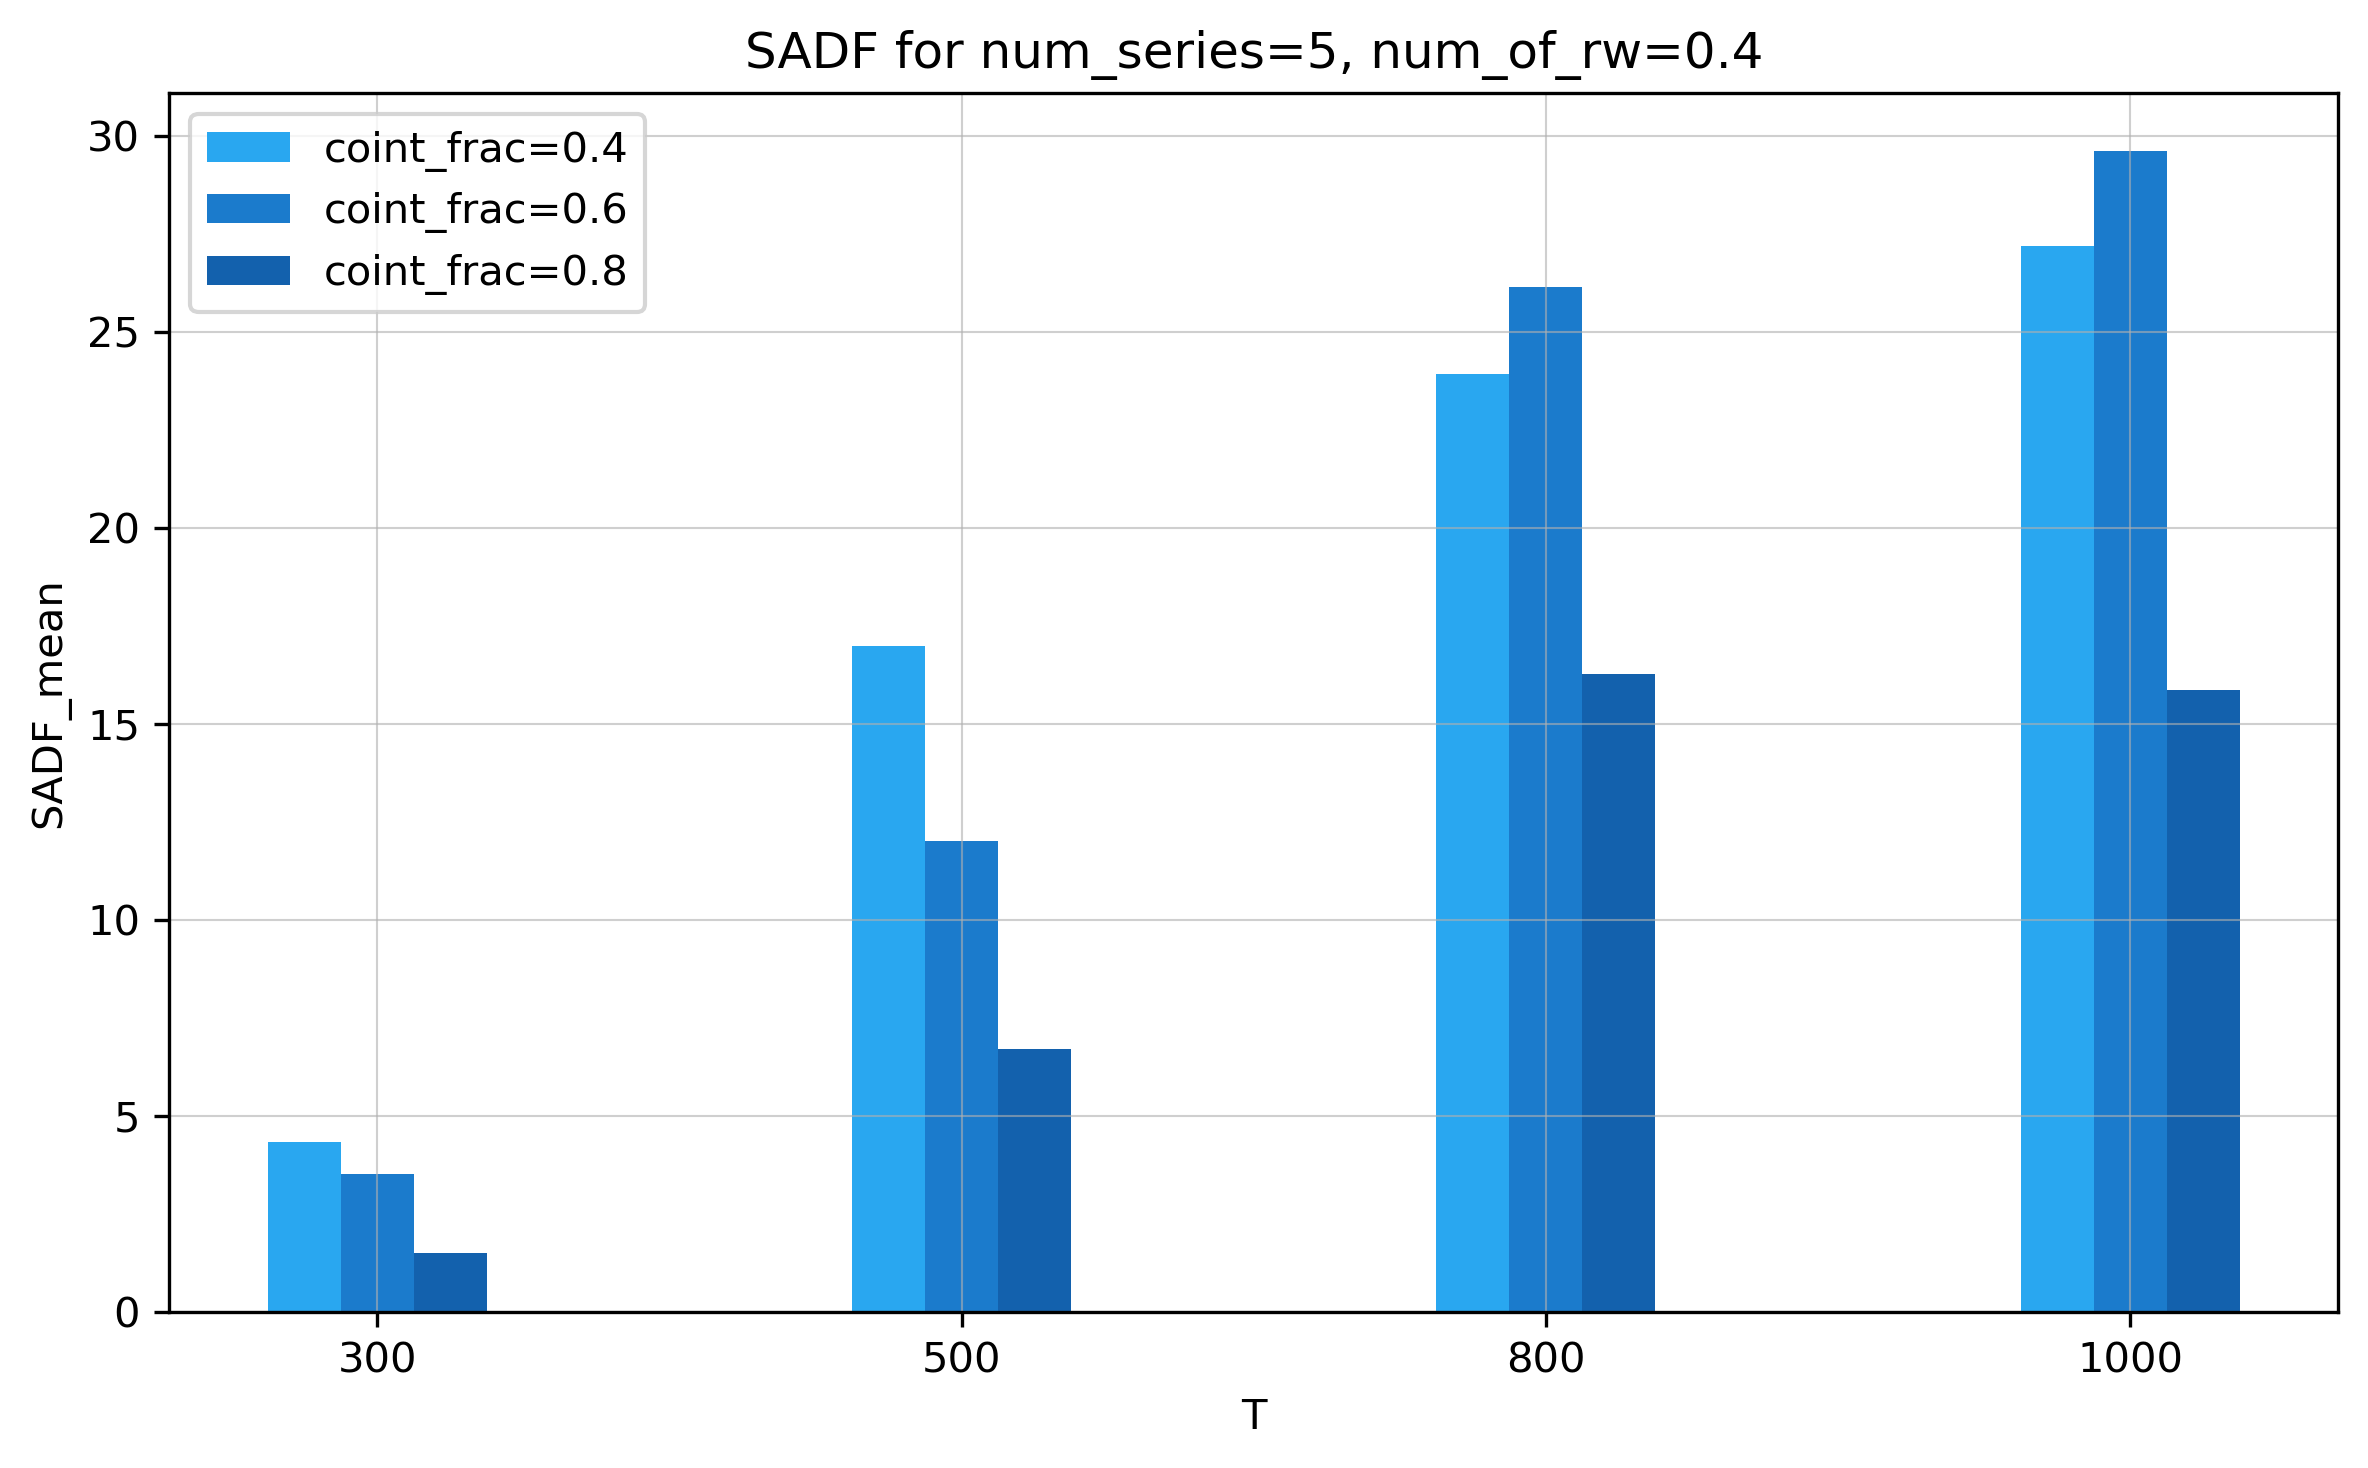 SADF for num_series=5, num_of_rw=0.4
coint_frac=0.4
coint_frac=0.6
coint_frac=0.8
SADF_mean
30
25
20
15
10
5
0
300 500 800 1000
T